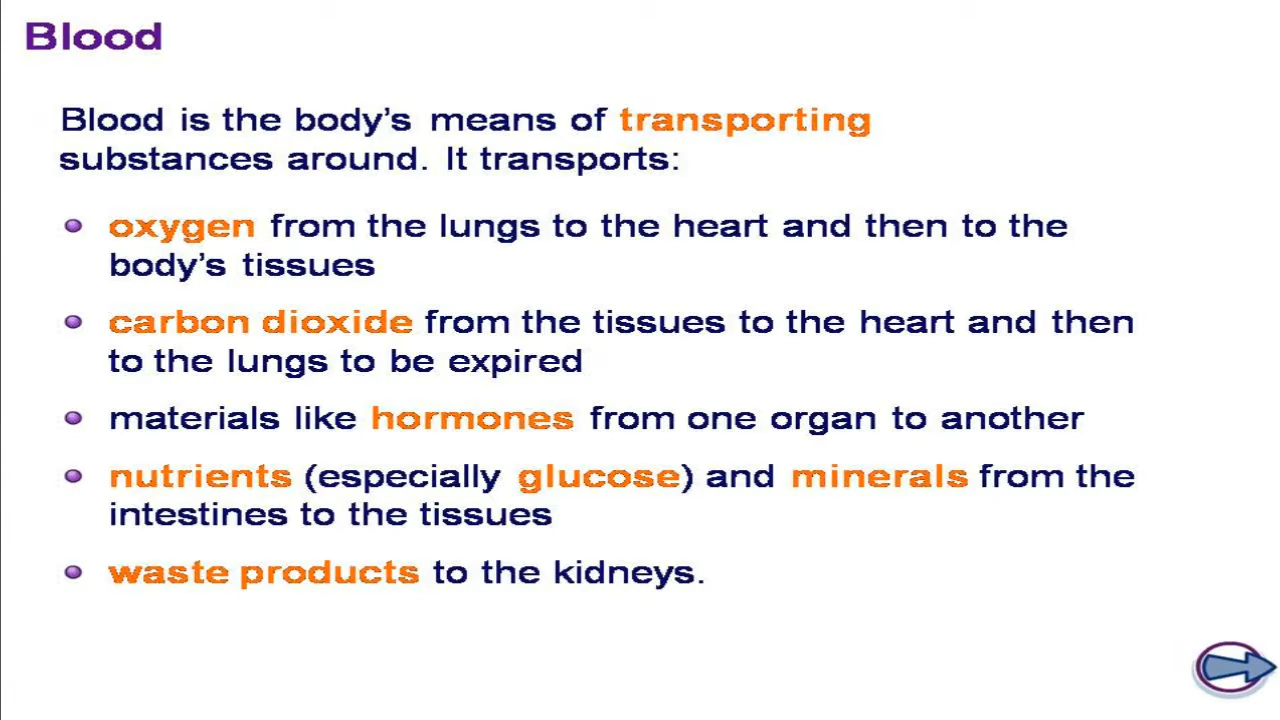 Blood
Blood is the body's means of transporting
substances around. It transports:
oxygen from the lungs to the heart and then to the
body's tissues
carbon dioxide from the tissues to the heart and then
to the lungs to be expired
materials like hormones from one organ to another
nutrients (especially glucose) and minerals from the
intestines to the tissues
waste products to the kidneys.